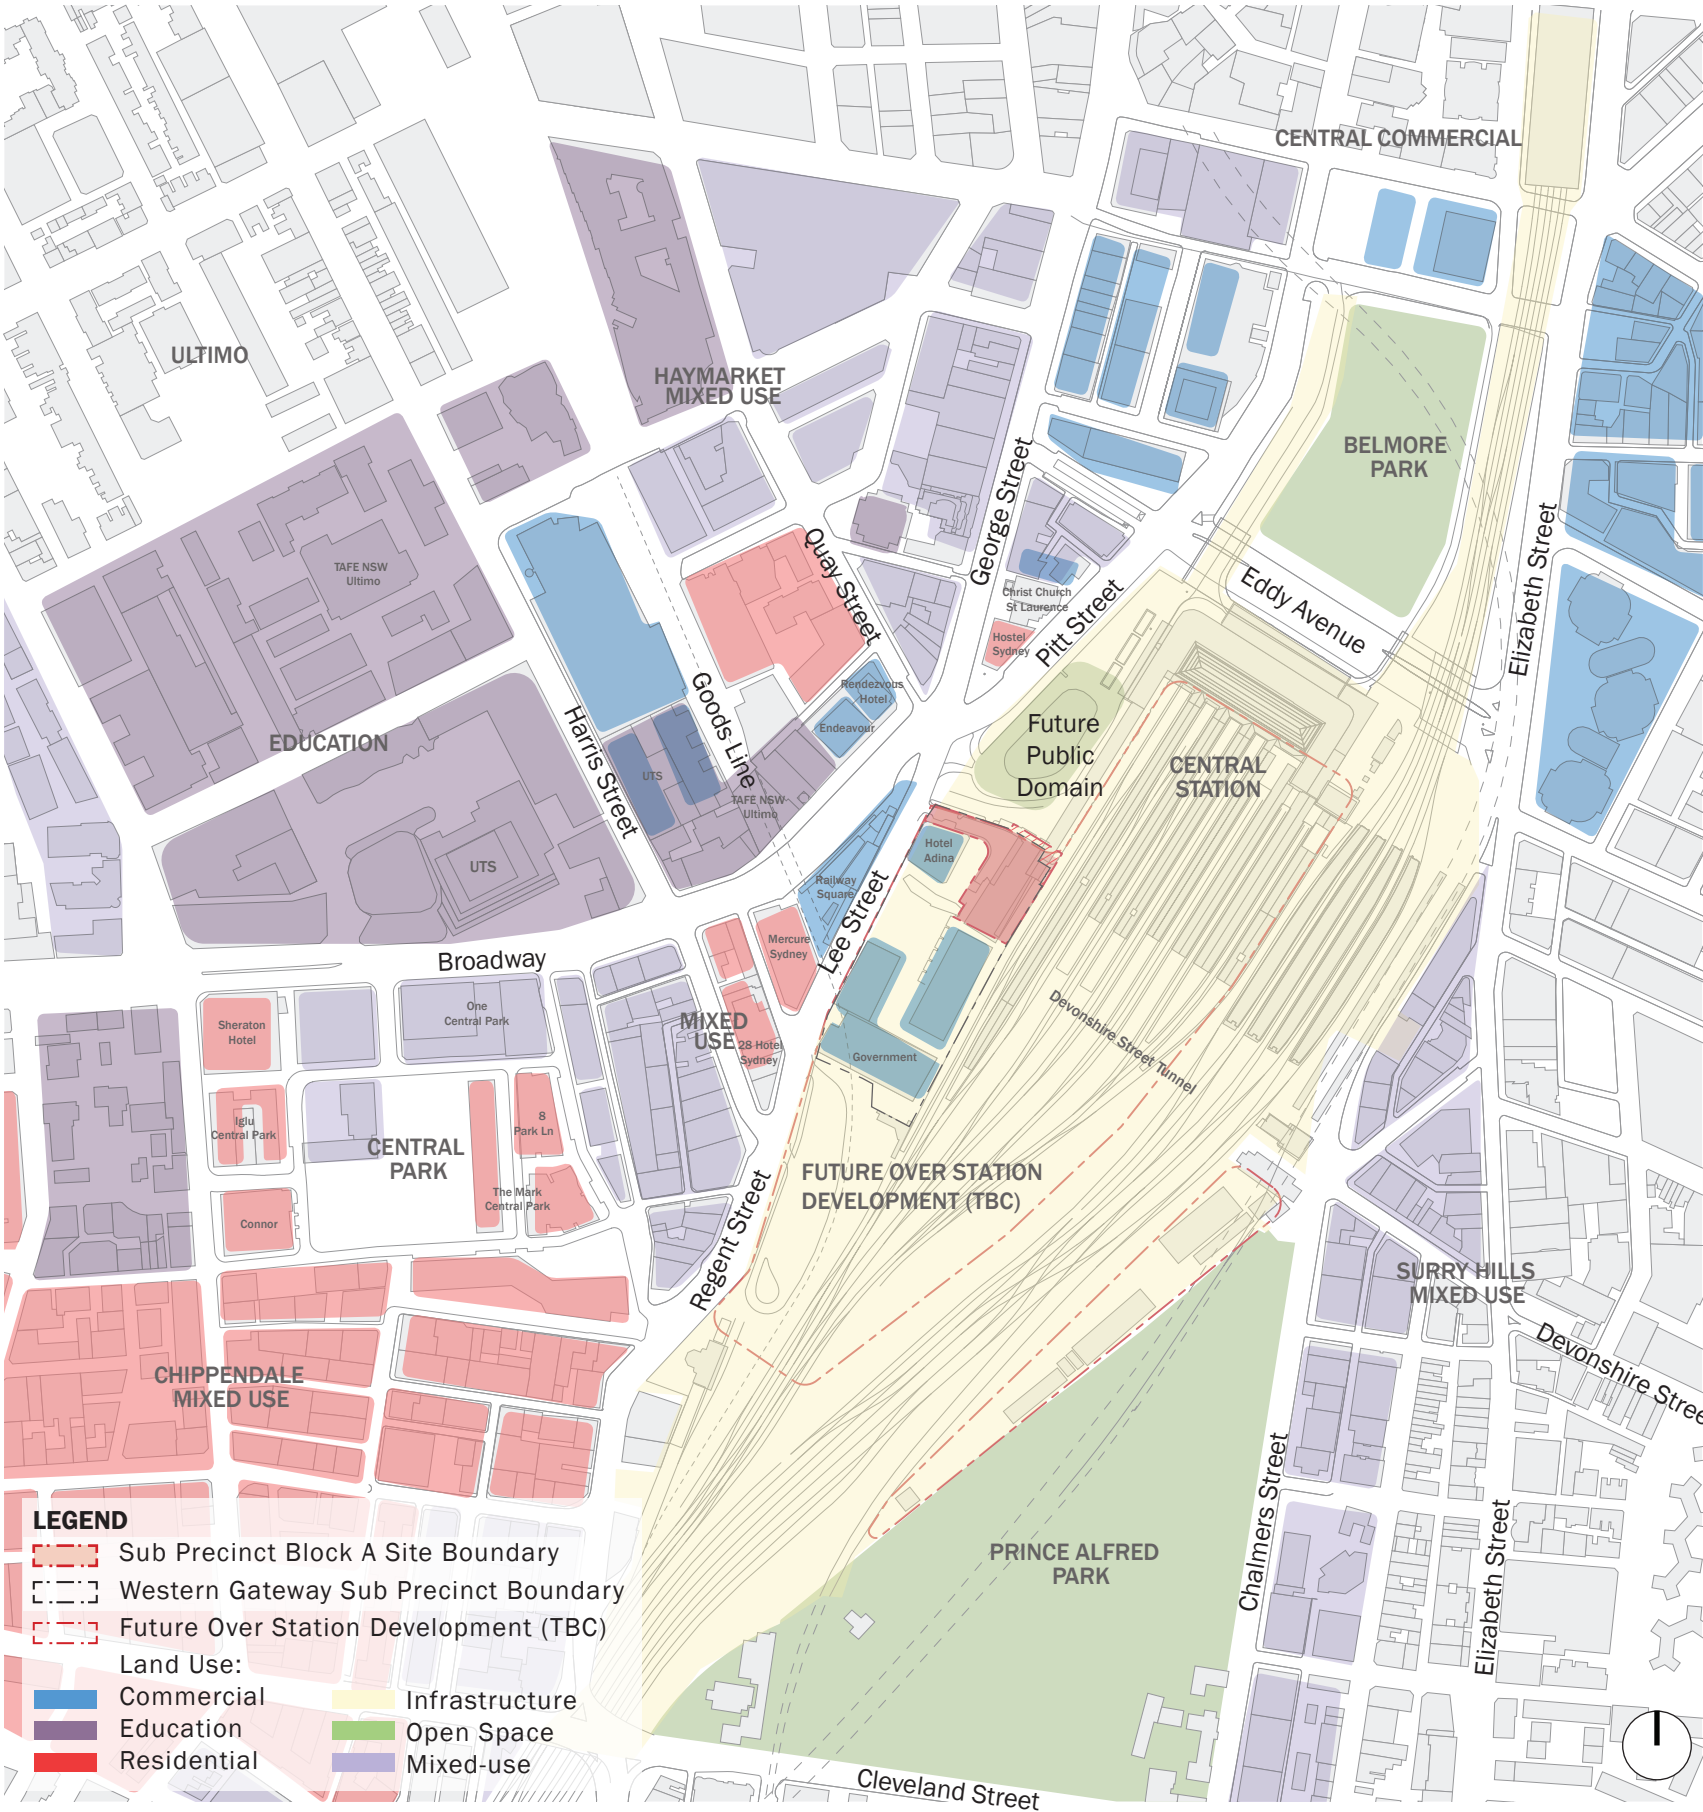 CENTRAL COMMERCIAL
ULTIMO
HAYMARKET
MIXED USE
BELMORE
PARK
George Street
Quay Street
Elizabeth Street
Eddy Avenue
TAFE NSW
Ultimo
Christ Church
St Laurence
Pitt Street
Hostel
Sydney
Rendezvous
Hotel
Endeavour
Goods Line
Harris Street
EDUCATION
Future
Public
Domain
CENTRAL
STATION
UTS
TAFE NSW
Ultimo
UTS
Hotel
Adina
Railway
Square
Lee Street
Mercure
Sydney
Broadway
One
Central Park
Sheraton
Hotel
MIXED
USE
28 Hotel
Sydney
Government
Devonshire Street Tunnel
Iglu
Central Park
8
Park Ln
CENTRAL
PARK
The Mark
Central Park
Connor
FUTURE OVER STATION
DEVELOPMENT (TBC)
Regent Street
SURRY HILLS
MIXED USE
Devonshire Stree
CHIPPENDALE
MIXED USE
Chalmers Street
Elizabeth Street
PRINCE ALFRED
PARK
Cleveland Street
LEGEND
Sub Precinct Block A Site Boundary
Western Gateway Sub Precinct Boundary
Future Over Station Development (TBC)
Land Use:
Commercial
Education
Residential
Infrastructure
Open Space
Mixed-use